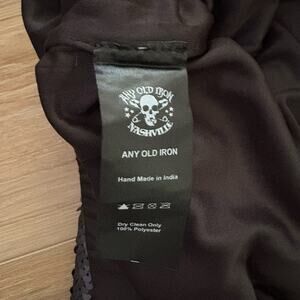 ANY OLD IRON
NASHVILLE
ANY OLD IRON
Hand Made in India
Dry Clean Only
100% Polyester